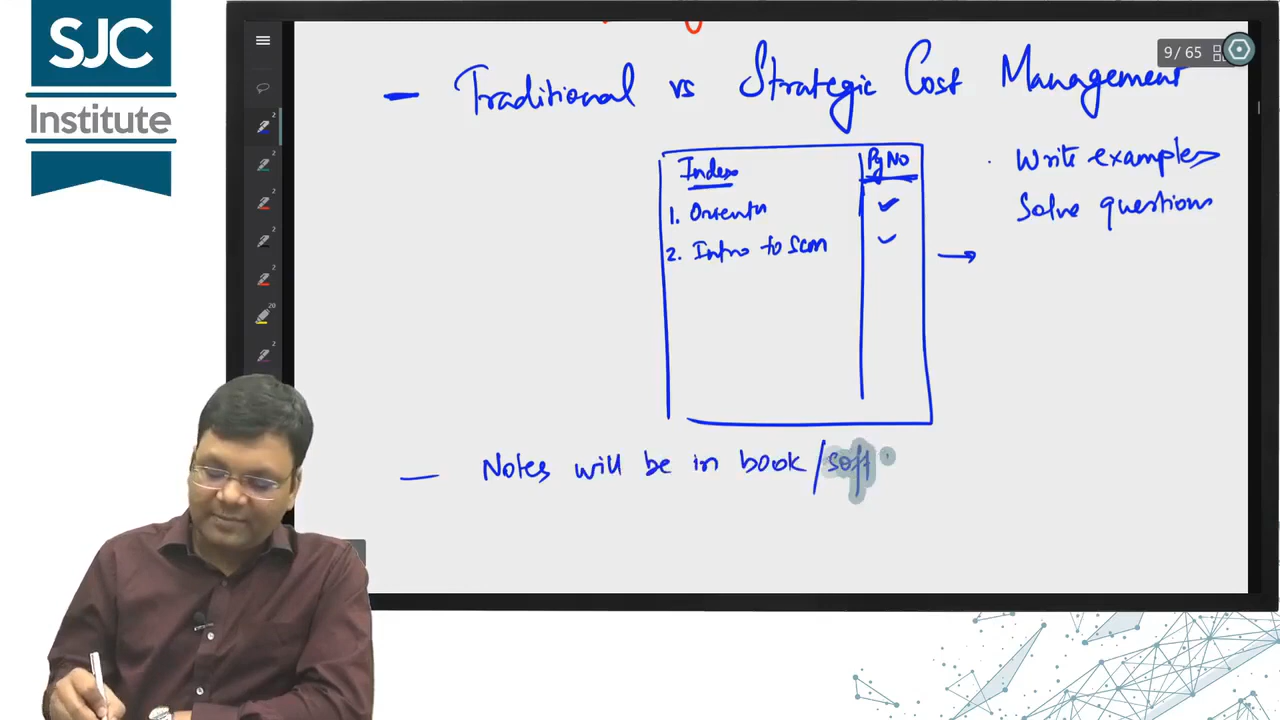 SJC
Institute
9 / 65
- Traditional vs Strategic Cost Management
Index
Pg No
1. Orientn
2. Intro to SCM
Write examples
Solve questions
- Notes will be in book/soft